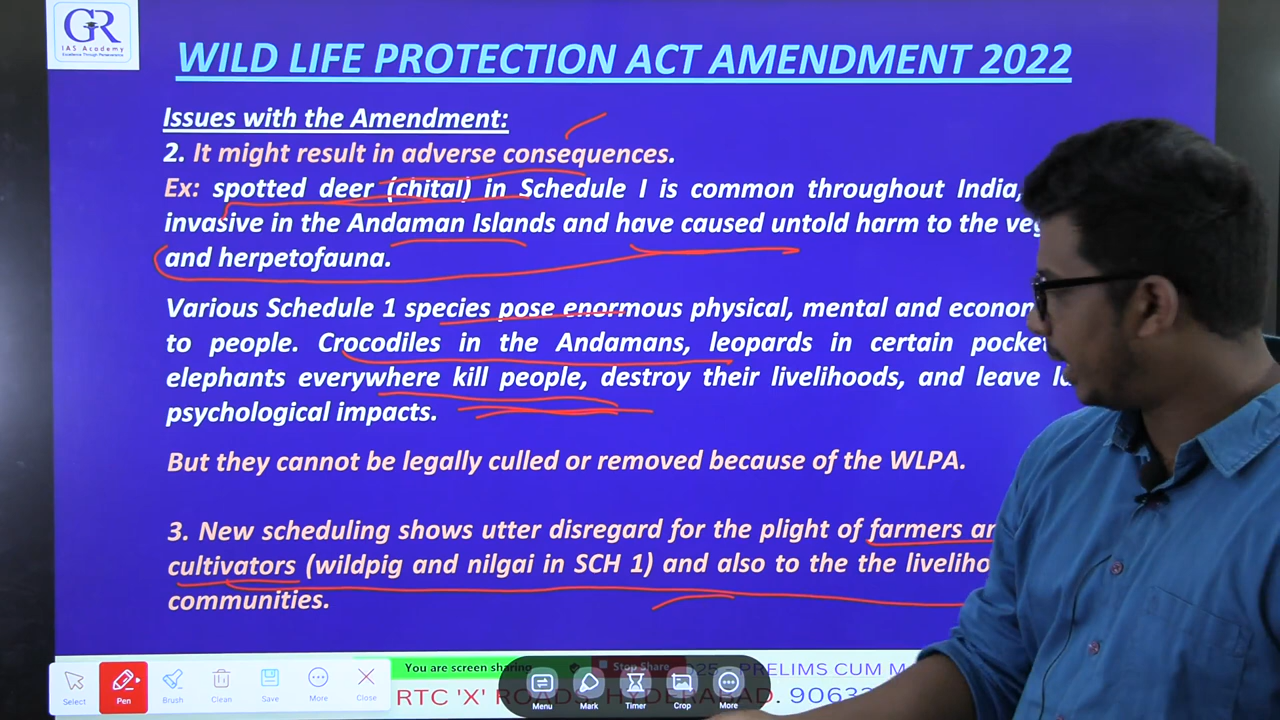 GR
IAS Academy
Excellence Through Perseverance
WILD LIFE PROTECTION ACT AMENDMENT 2022
Issues with the Amendment:
2. It might result in adverse consequences.
Ex: spotted deer (chital) in Schedule I is common throughout India,
invasive in the Andaman Islands and have caused untold harm to the
and herpetofauna.
Various Schedule 1 species pose enormous physical, mental and
to people. Crocodiles in the Andamans, leopards in certain
elephants everywhere kill people, destroy their livelihoods, and leave
psychological impacts.
But they cannot be legally culled or removed because of the WLPA.
3. New scheduling shows utter disregard for the plight of farmers
cultivators (wildpig and nilgai in SCH 1) and also to the the
communities.
You are screen sharing Stop Share PRELIMS CUM
RTC 'X' ROADS, HYDERABAD.
Select Pen Brush Clean Save More Close
Menu Mark Timer Crop More